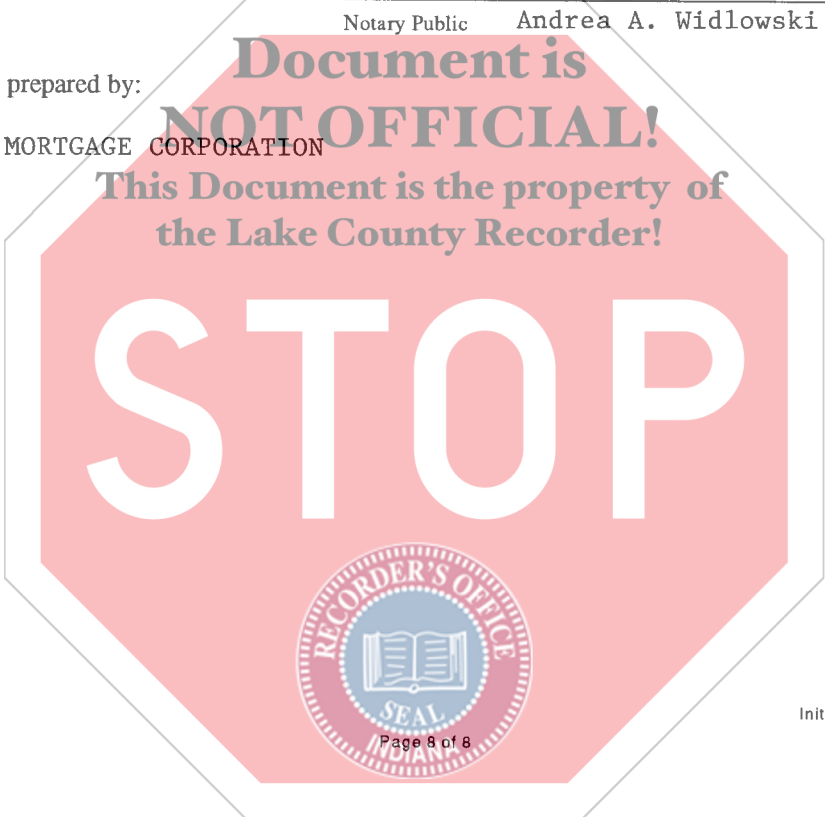 Notary Public Andrea A. Widlowski
Document is
prepared by:
NOT OFFICIAL!
MORTGAGE CORPORATION
This Document is the property of
the Lake County Recorder!
STOP
RECORDER'S OFFICE
SEAL
INDIANA
Init
Page 8 of 8